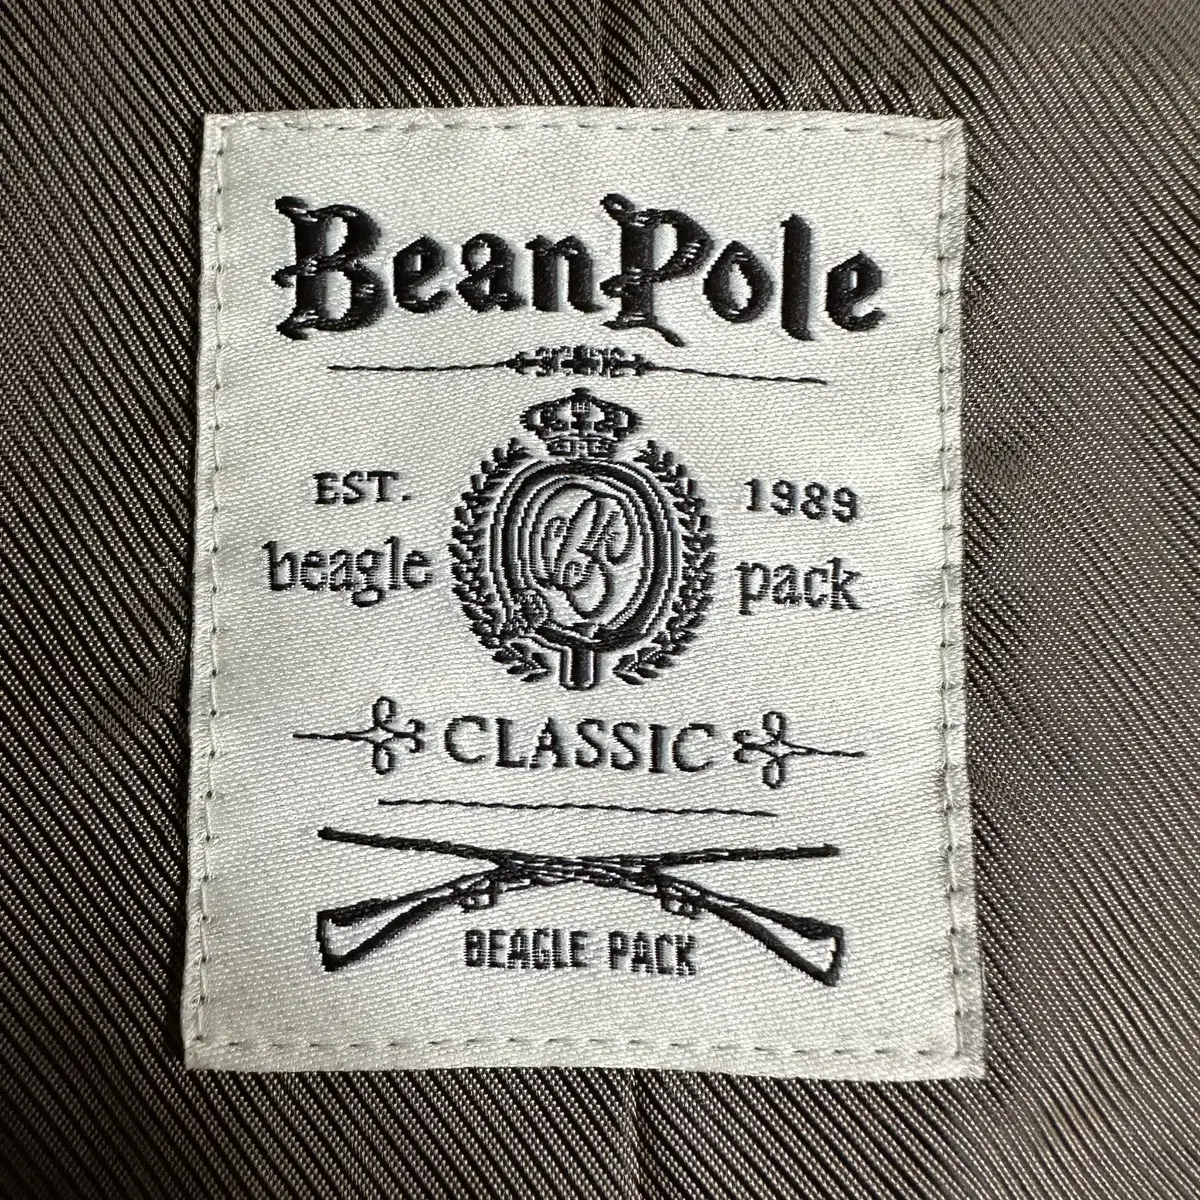 BeanPole
EST. 1989
beagle pack
CLASSIC
BEAGLE PACK